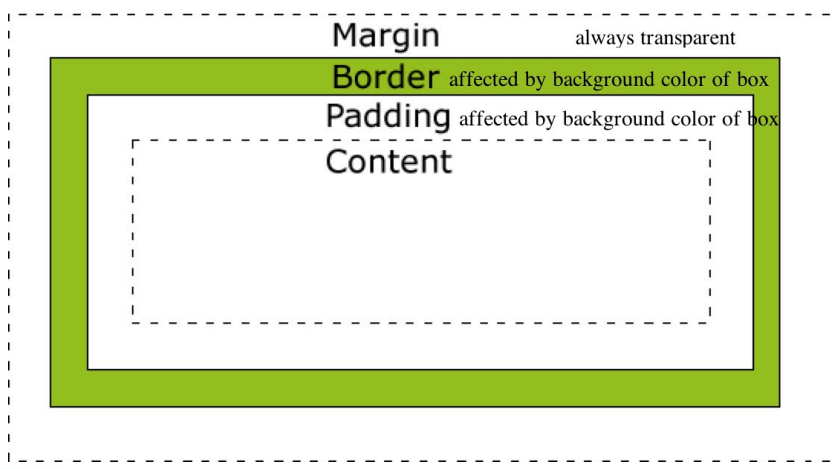 Margin always transparent
Border affected by background color of box
Padding affected by background color of box
Content